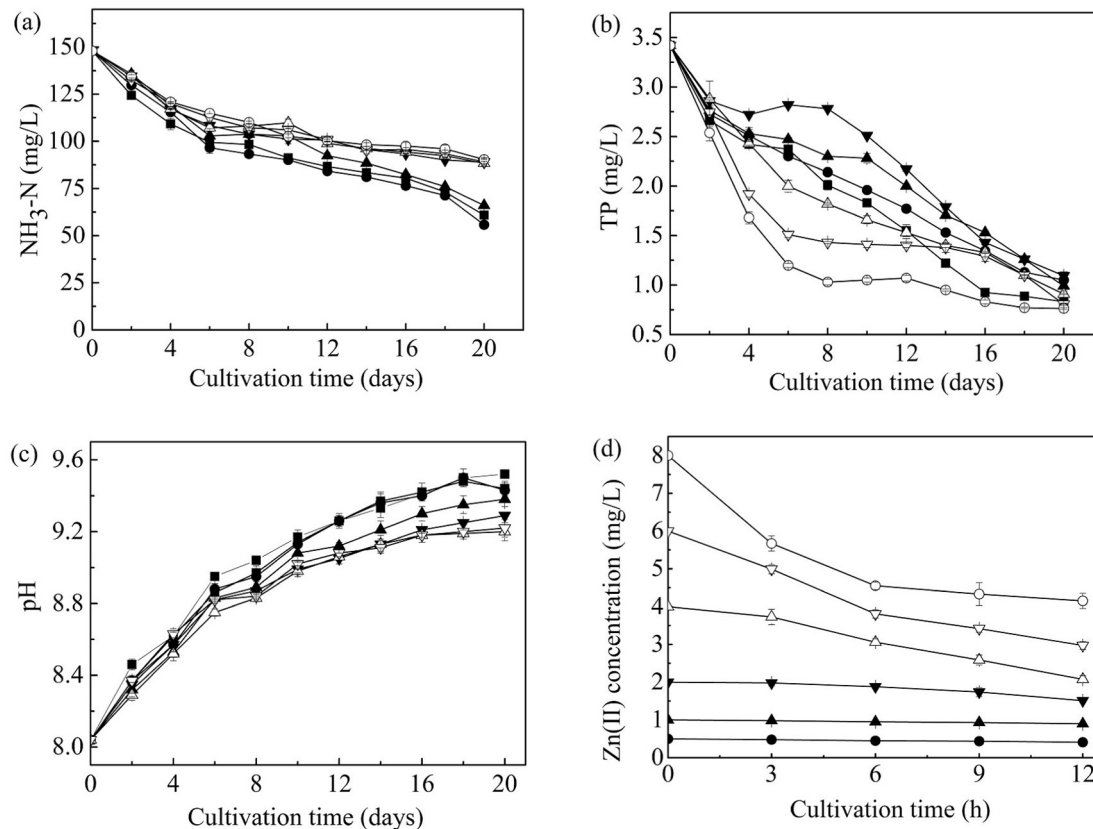 (a)
150
125
100
75
50
25
0
NH3-N (mg/L)
0 4 8 12 16 20
Cultivation time (days)
(b)
3.5
3.0
2.5
2.0
1.5
1.0
0.5
TP (mg/L)
0 4 8 12 16 20
Cultivation time (days)
(c)
9.6
9.2
8.8
8.4
8.0
pH
0 4 8 12 16 20
Cultivation time (days)
(d)
8
7
6
5
4
3
2
1
0
Zn(II) concentration (mg/L)
0 3 6 9 12
Cultivation time (h)